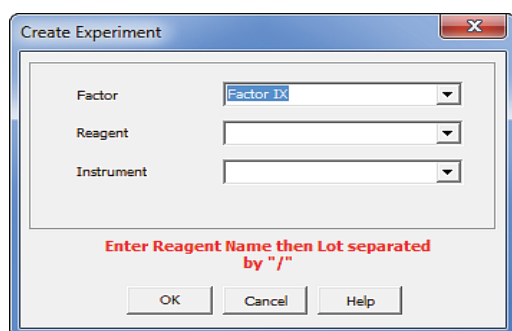 Create Experiment
Factor
Factor IX
Reagent
Instrument
Enter Reagent Name then Lot separated
by "/"
OK
Cancel
Help